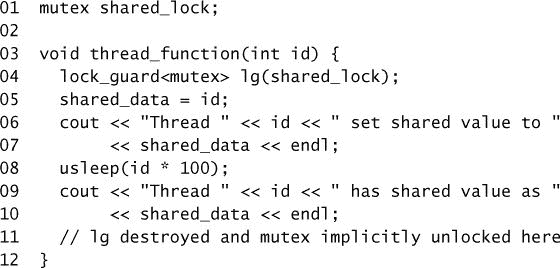 01 mutex shared_lock;
02
03 void thread_function(int id) {
04   lock_guard<mutex> lg(shared_lock);
05   shared_data = id;
06   cout << "Thread " << id << " set shared value to "
07        << shared_data << endl;
08   usleep(id * 100);
09   cout << "Thread " << id << " has shared value as "
10        << shared_data << endl;
11   // lg destroyed and mutex implicitly unlocked here
12 }